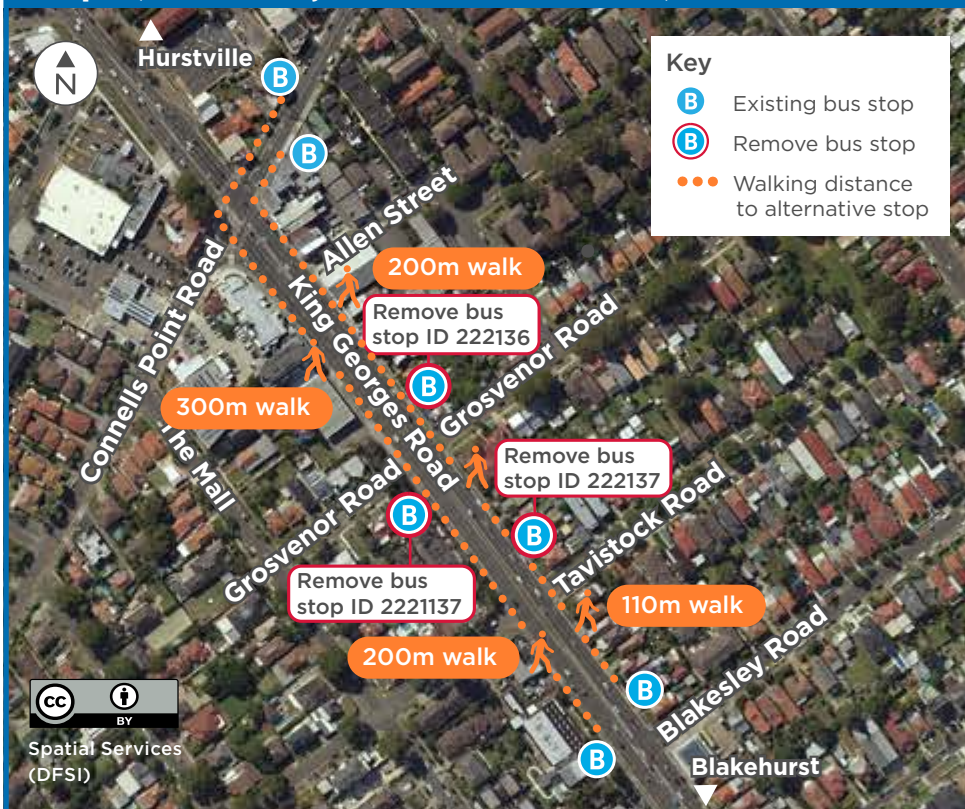 Hurstville
N
B
B
Key
B Existing bus stop
B Remove bus stop
Walking distance
to alternative stop
Allen Street
200m walk
King Georges Road
Remove bus
stop ID 222136
B
Grosvenor Road
Connells Point Road
300m walk
The Mall
Grosvenor Road
B
Remove bus
stop ID 222137
B
Tavistock Road
Remove bus
stop ID 2221137
110m walk
200m walk
B
Blakesley Road
B
Blakehurst
cc
BY
Spatial Services
(DFSI)